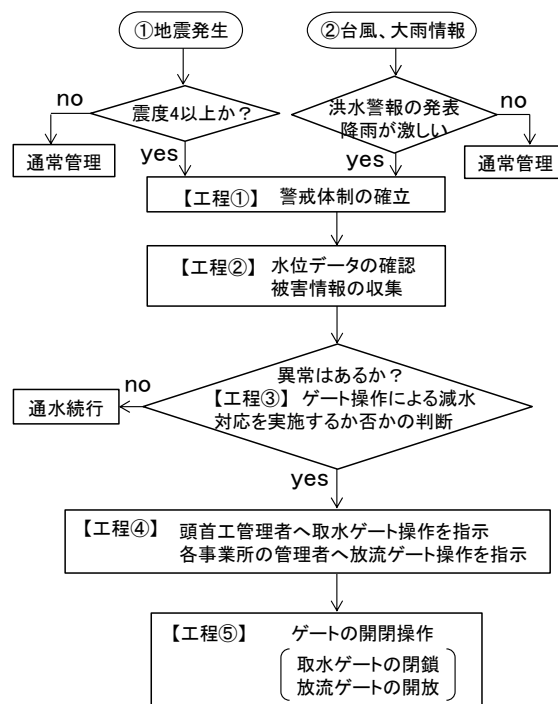 ①地震発生
②台風、大雨情報
no
震度4以上か?
洪水警報の発表
降雨が激しい
no
通常管理
yes
yes
通常管理
【工程①】 警戒体制の確立
【工程②】 水位データの確認
被害情報の収集
no
異常はあるか?
【工程③】 ゲート操作による減水
対応を実施するか否かの判断
通水続行
yes
【工程④】 頭首工管理者へ取水ゲート操作を指示
各事業所の管理者へ放流ゲート操作を指示
【工程⑤】 ゲートの開閉操作
取水ゲートの閉鎖
放流ゲートの開放